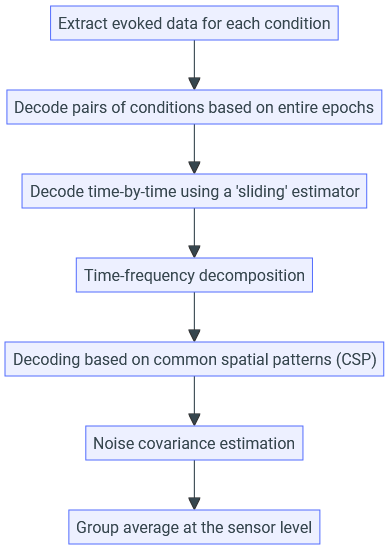 Extract evoked data for each condition
Decode pairs of conditions based on entire epochs
Decode time-by-time using a 'sliding' estimator
Time-frequency decomposition
Decoding based on common spatial patterns (CSP)
Noise covariance estimation
Group average at the sensor level